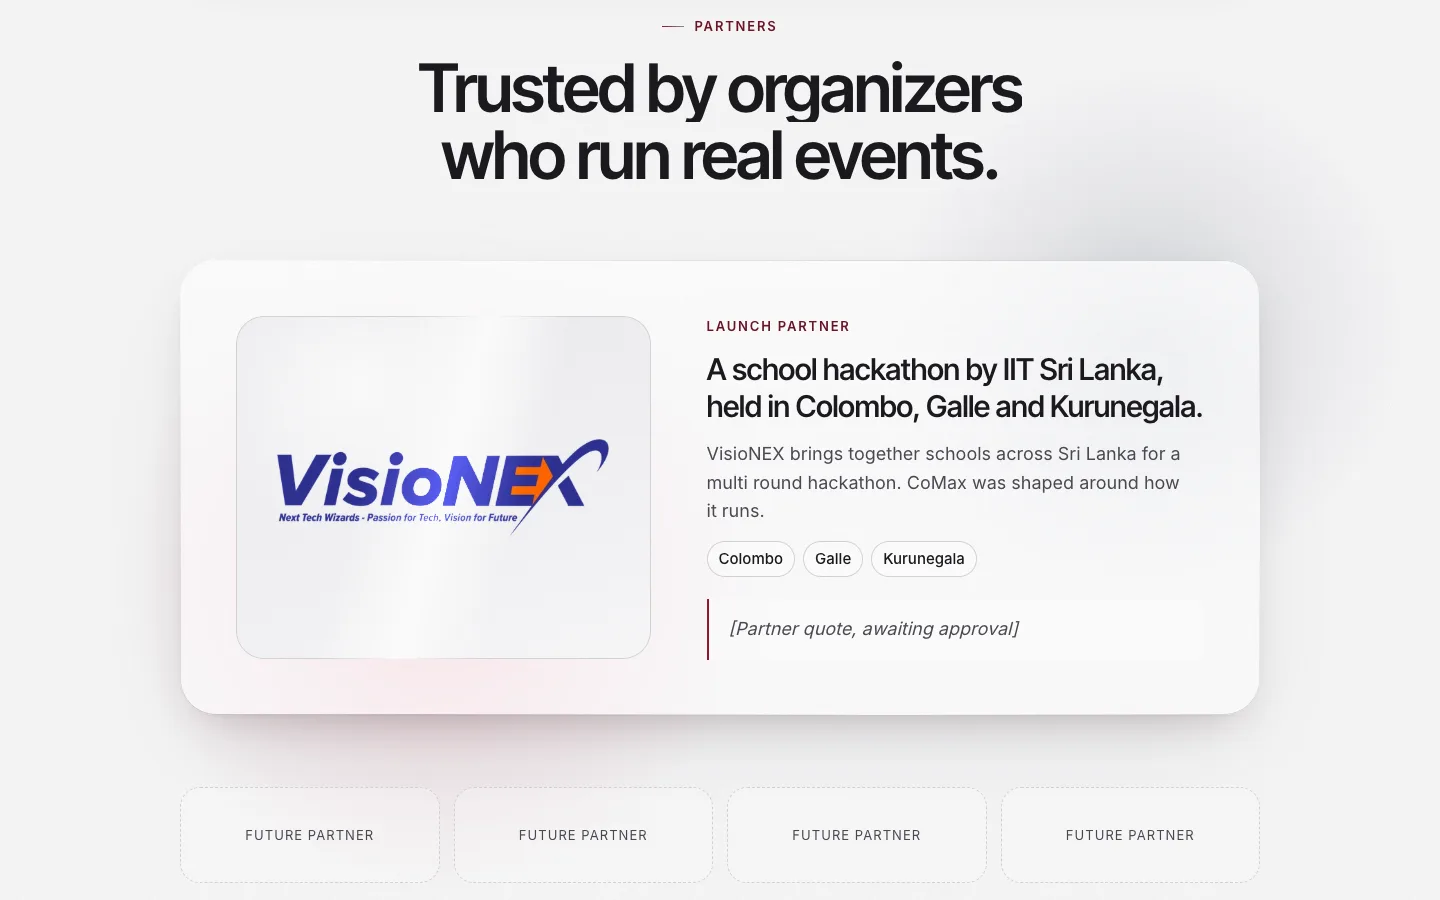 PARTNERS
Trusted by organizers
who run real events.
VisioNEX
Next Tech Wizards - Passion for Tech, Vision for Future
LAUNCH PARTNER
A school hackathon by IIT Sri Lanka,
held in Colombo, Galle and Kurunegala.
VisioNEX brings together schools across Sri Lanka for a
multi round hackathon. CoMax was shaped around how
it runs.
Colombo Galle Kurunegala
[Partner quote, awaiting approval]
FUTURE PARTNER FUTURE PARTNER FUTURE PARTNER FUTURE PARTNER